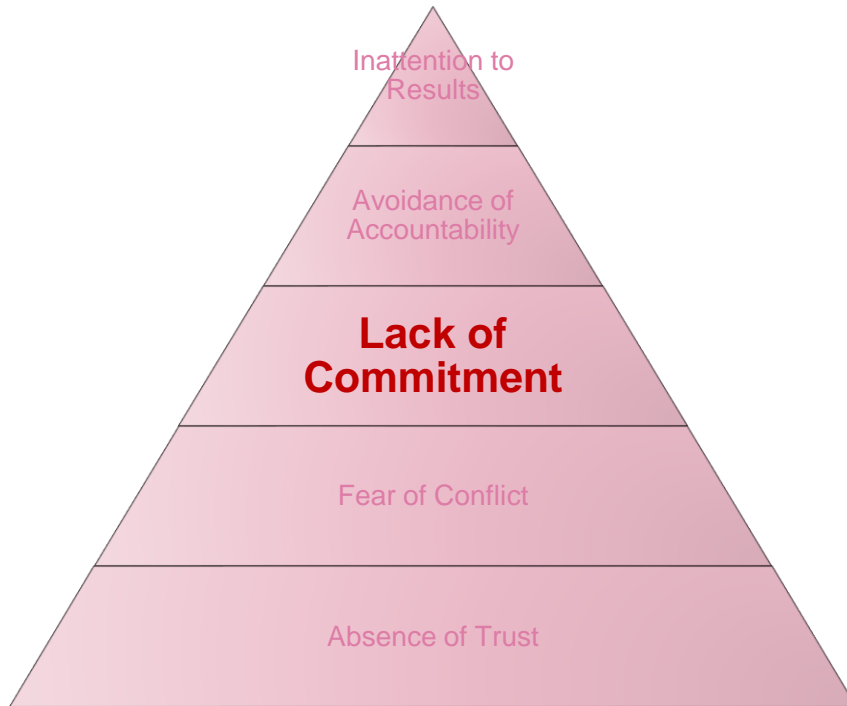 Inattention to
Results
Avoidance of
Accountability
Lack of
Commitment
Fear of Conflict
Absence of Trust